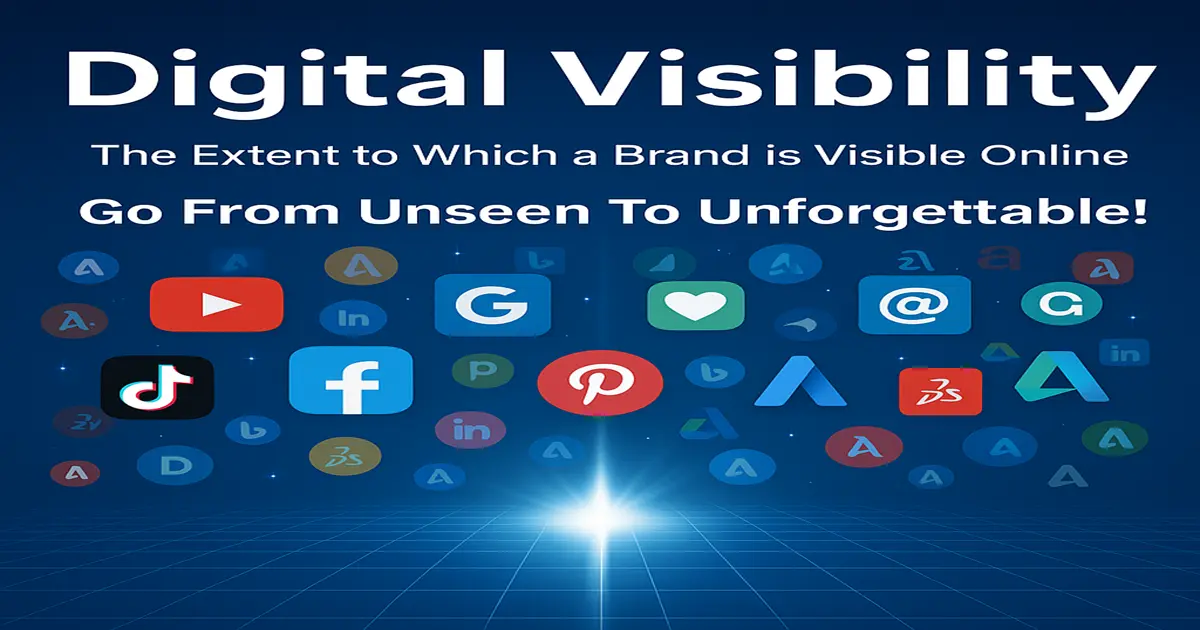 Digital Visibility
The Extent to Which a Brand is Visible Online
Go From Unseen To Unforgettable!